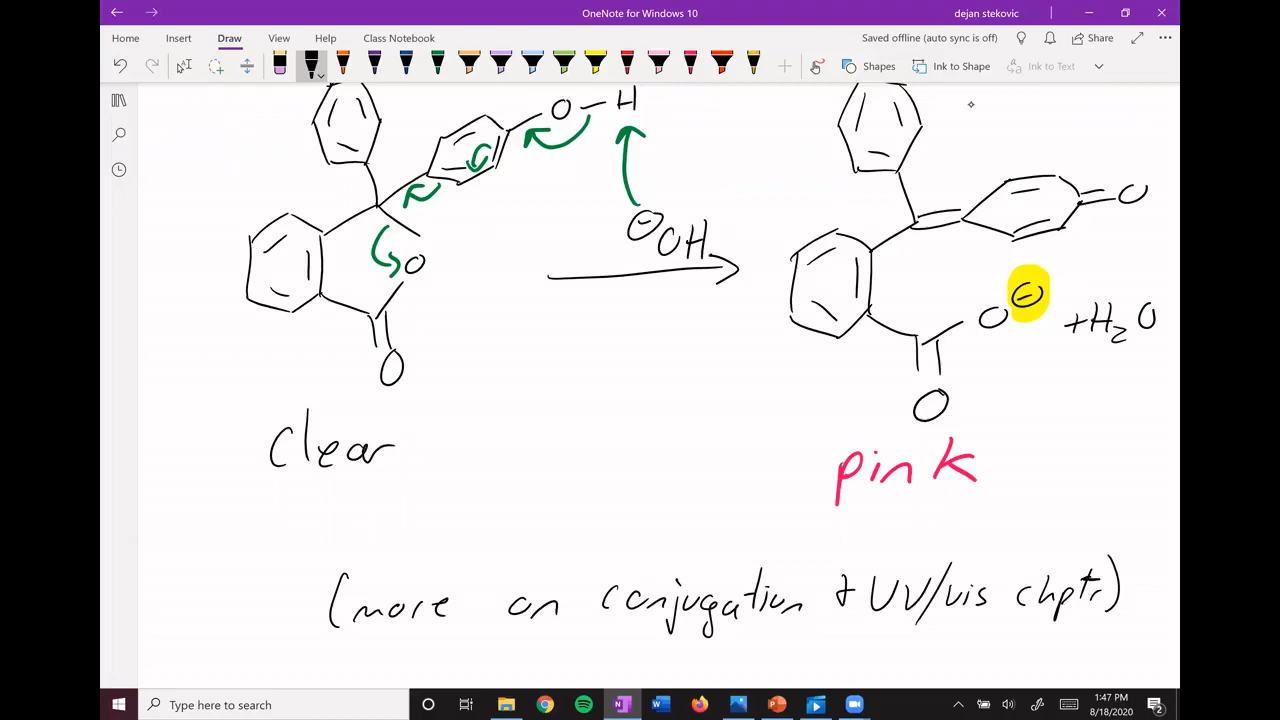 OneNote for Windows 10
dejan stekovic
Home Insert Draw View Help Class Notebook
Saved offline (auto sync is off)
Share
Shapes
Ink to Shape
Ink to Text
O – H
⊖OH
O
O
O
O⊖
+ H2O
O
clear
pink
(more on conjugation & UV/vis chptr)
Type here to search
1:47 PM
8/18/2020
2